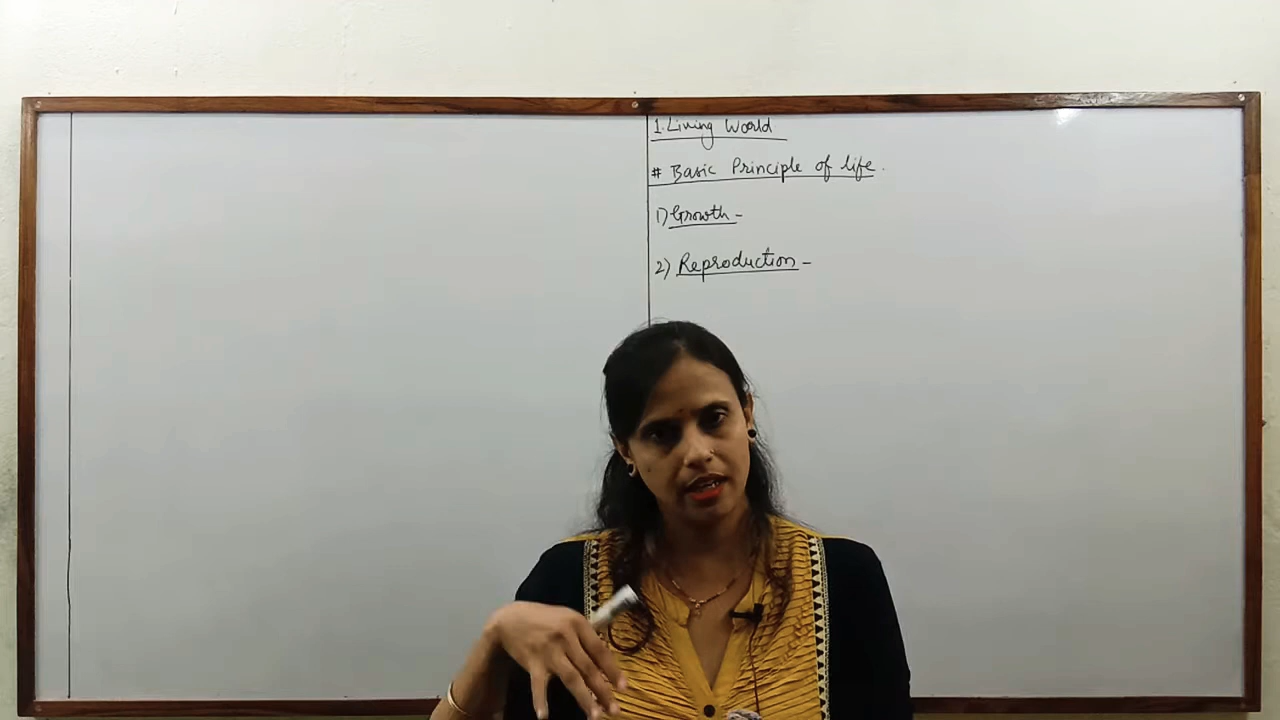 1. Living World
# Basic Principle of life.
1) Growth -
2) Reproduction -